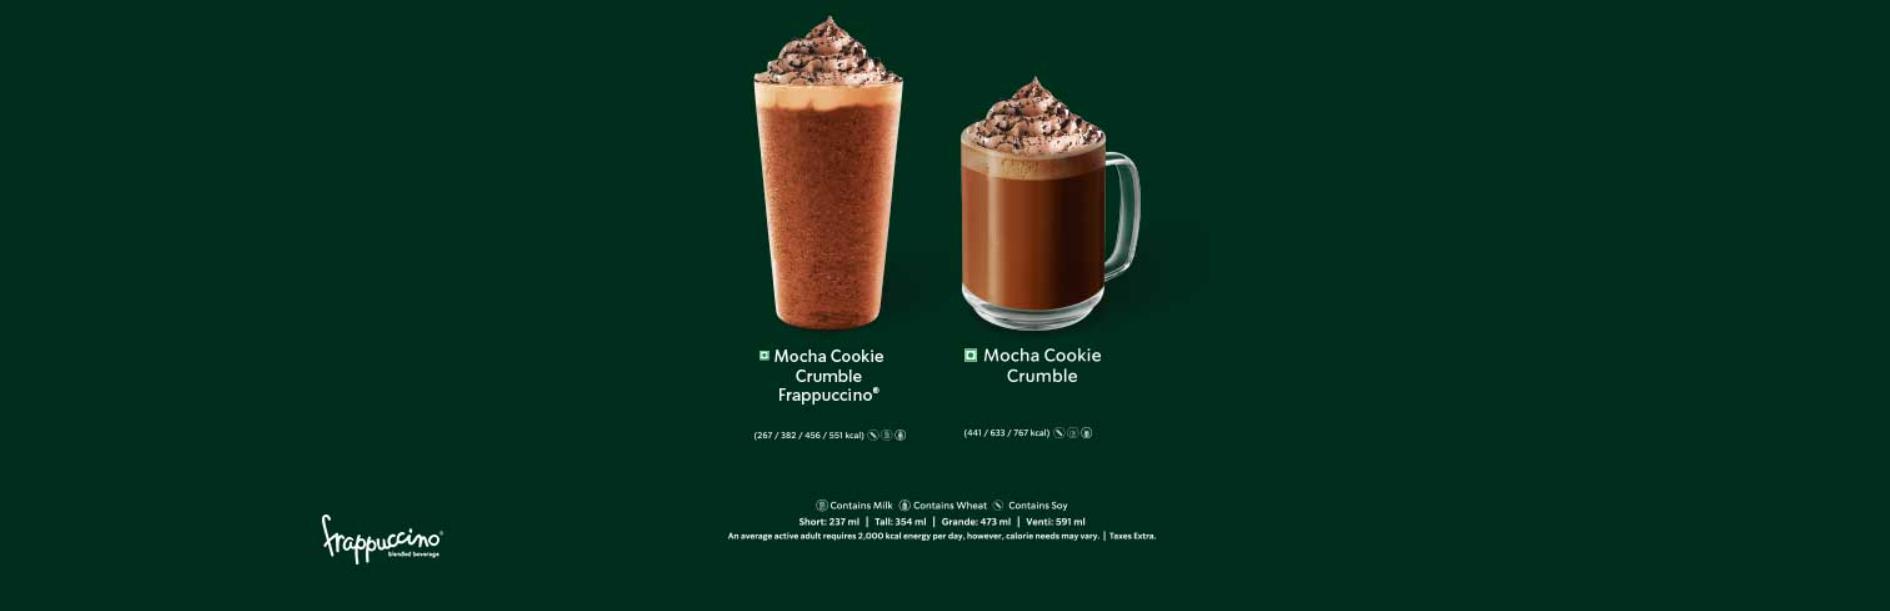 Mocha Cookie
Crumble
Frappuccino®
(267 / 382 / 456 / 551 kcal)
Mocha Cookie
Crumble
(441 / 633 / 767 kcal)
Contains Milk Contains Wheat Contains Soy
Short: 237 ml | Tall: 354 ml | Grande: 473 ml | Venti: 591 ml
An average active adult requires 2,000 kcal energy per day, however, calorie needs may vary. | Taxes Extra.
frappuccino®
blended beverage